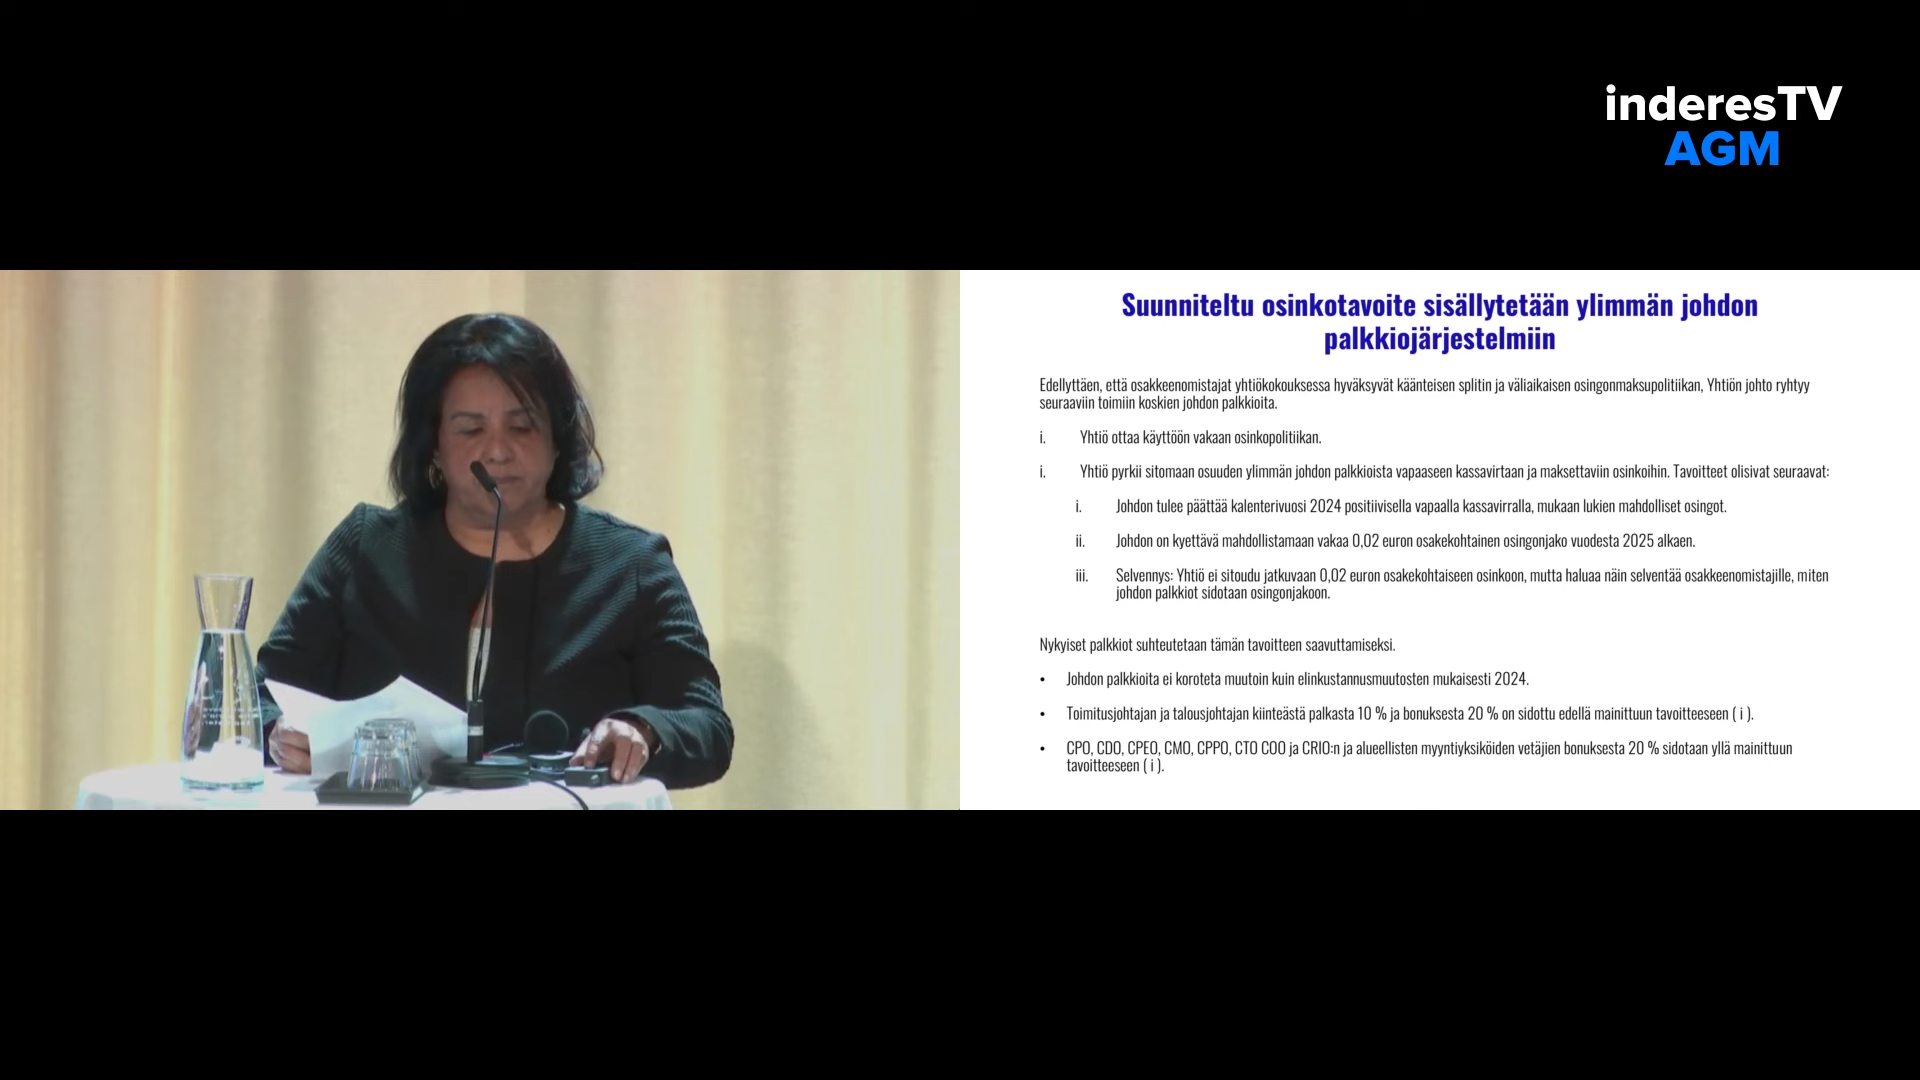 inderesTV
AGM
Suunniteltu osinkotavoite sisällytetään ylimmän johdon
palkkiojärjestelmiin
Edellyttäen, että osakkeenomistajat yhtiökokouksessa hyväksyvät käänteisen splitin ja väliaikaisen osingonmaksupolitiikan, Yhtiön johto ryhtyy
seuraaviin toimiin koskien johdon palkkioita.
i. Yhtiö ottaa käyttöön vakaan osinkopolitiikan.
i. Yhtiö pyrkii sitomaan osuuden ylimmän johdon palkkioista vapaaseen kassavirtaan ja maksettaviin osinkoihin. Tavoitteet olisivat seuraavat:
i. Johdon tulee päättää kalenterivuosi 2024 positiivisella vapaalla kassavirralla, mukaan lukien mahdolliset osingot.
ii. Johdon on kyettävä mahdollistamaan vakaa 0,02 euron osakekohtainen osingonjako vuodesta 2025 alkaen.
iii. Selvennys: Yhtiö ei sitoudu jatkuvaan 0,02 euron osakekohtaiseen osinkoon, mutta haluaa näin selventää osakkeenomistajille, miten
johdon palkkiot sidotaan osingonjakoon.
Nykyiset palkkiot suhteutetaan tämän tavoitteen saavuttamiseksi.
• Johdon palkkioita ei koroteta muutoin kuin elinkustannusmuutosten mukaisesti 2024.
• Toimitusjohtajan ja talousjohtajan kiinteästä palkasta 10 % ja bonuksesta 20 % on sidottu edellä mainittuun tavoitteeseen ( i ).
• CPO, CDO, CPEO, CMO, CPPO, CTO COO ja CRIO:n ja alueellisten myyntiyksiköiden vetäjien bonuksesta 20 % sidotaan yllä mainittuun
tavoitteeseen ( i ).